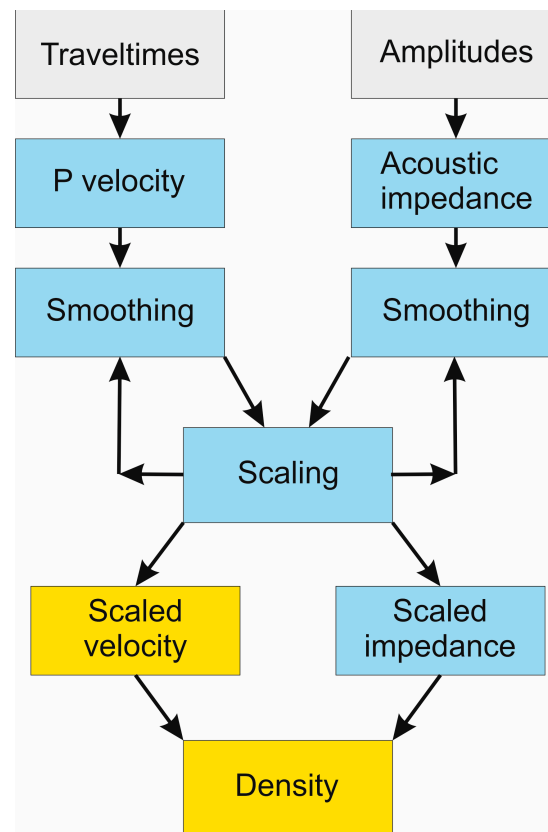 Traveltimes
Amplitudes
P velocity
Acoustic
impedance
Smoothing
Smoothing
Scaling
Scaled
velocity
Scaled
impedance
Density